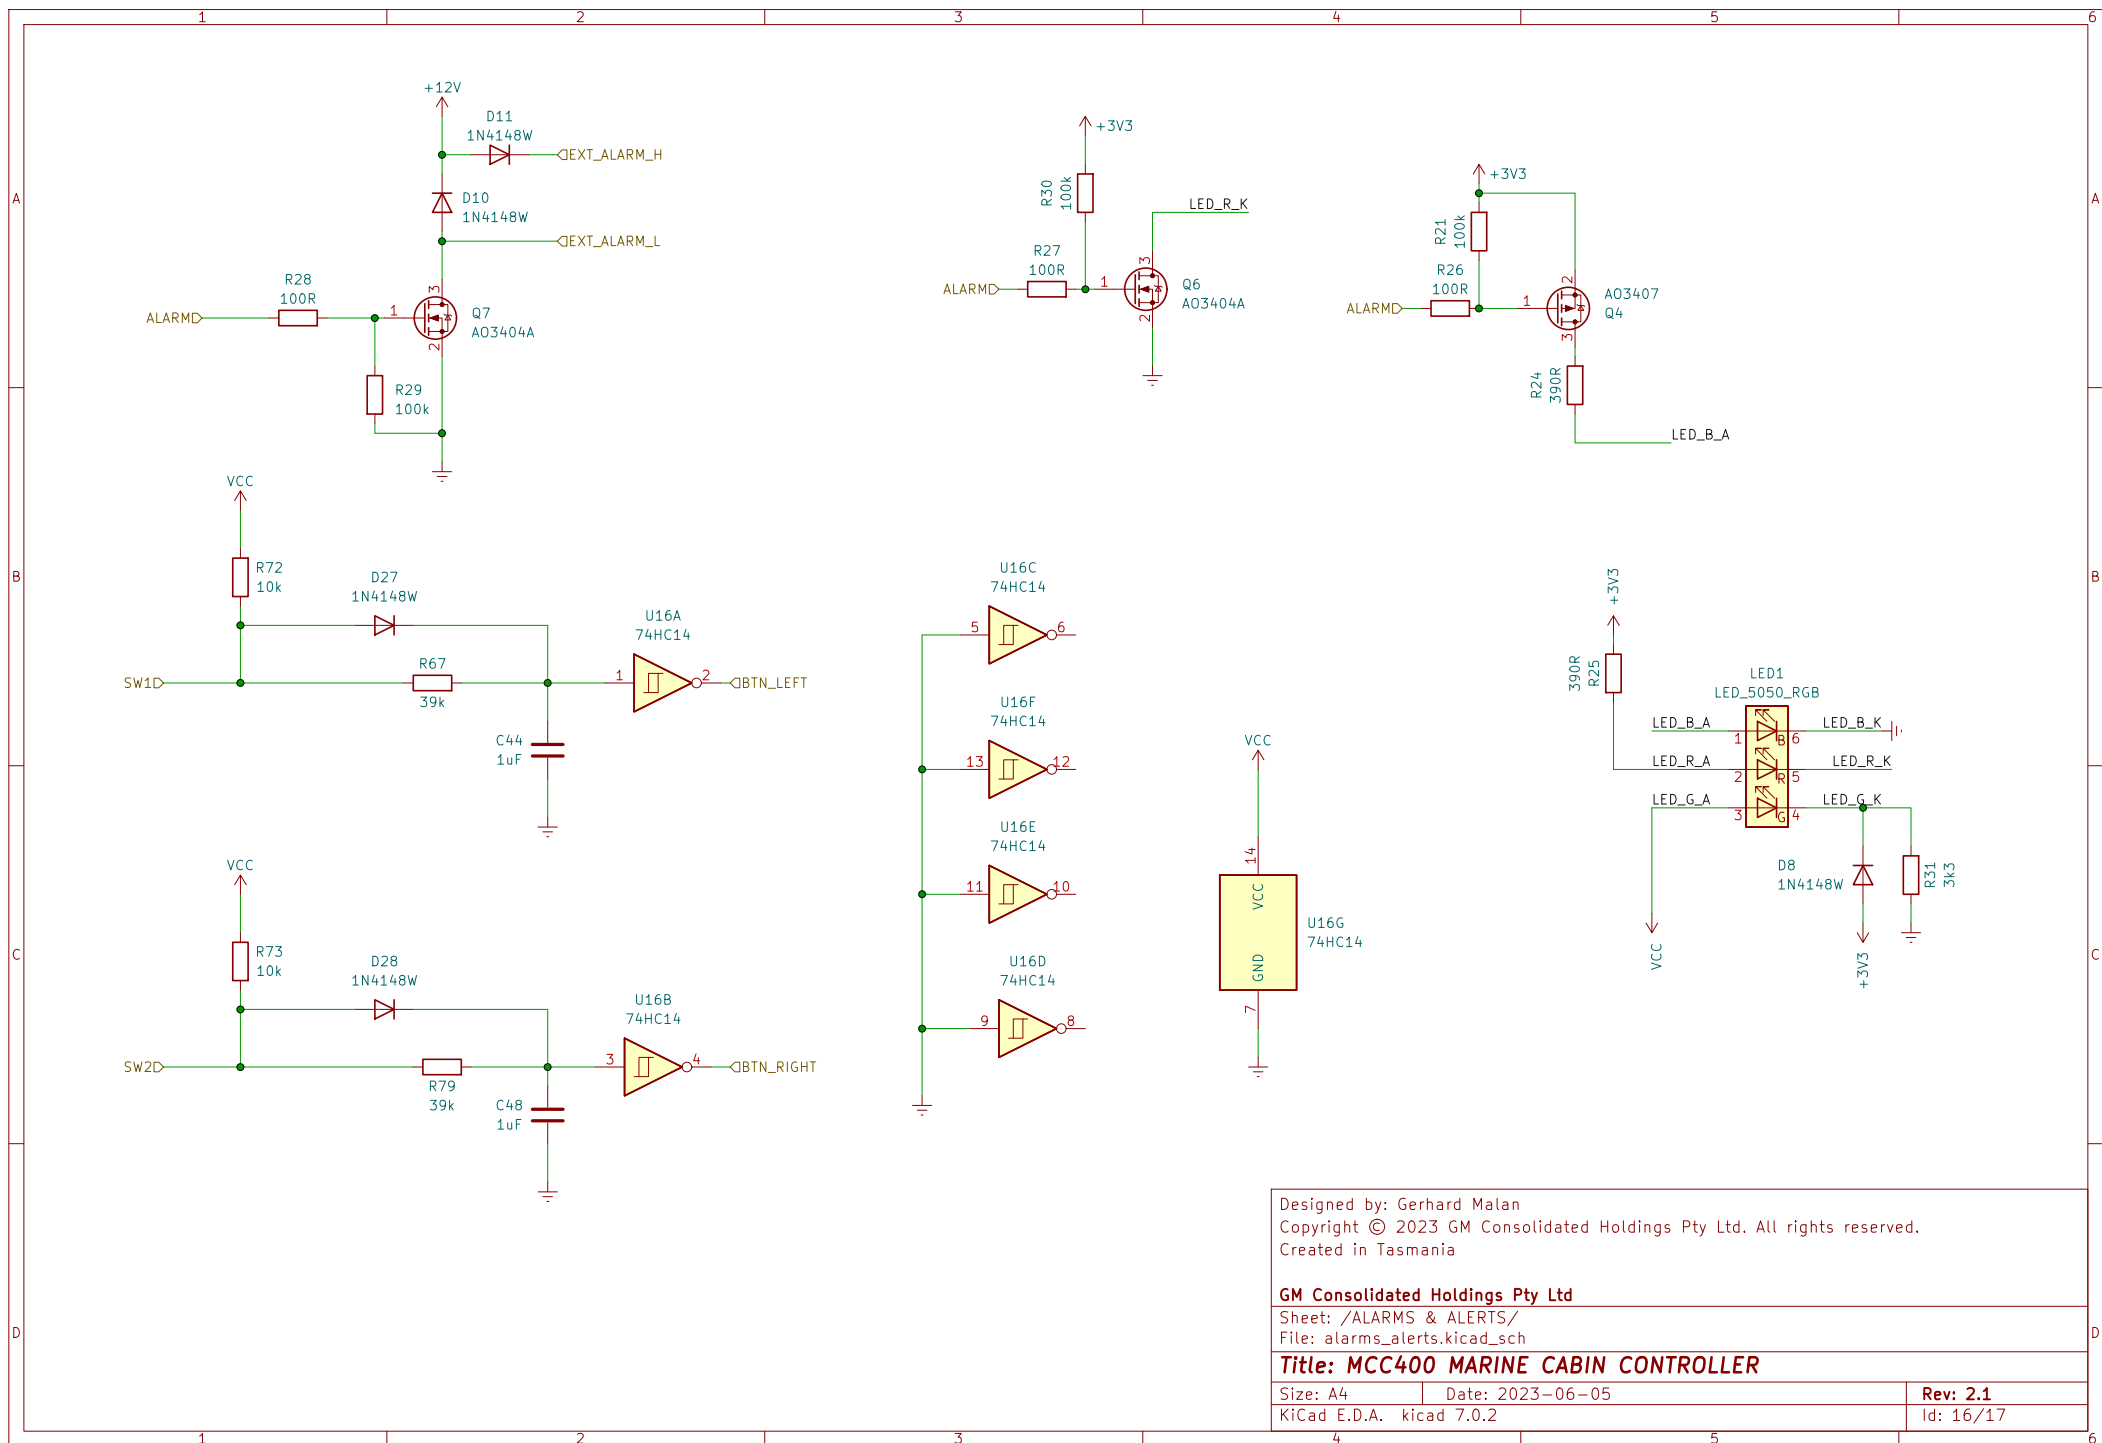 1 2 3 4 5 6
A
B
C
D
A
B
C
D
1 2 3 4 5 6
+12V
D11
1N4148W
EXT_ALARM_H
D10
1N4148W
EXT_ALARM_L
R28
100R
ALARM
1
3
2
Q7
AO3404A
R29
100k
+3V3
R30
100k
LED_R_K
R27
100R
ALARM
1
3
2
Q6
AO3404A
+3V3
R21
100k
R26
100R
ALARM
1
2
3
AO3407
Q4
R24
390R
LED_B_A
VCC
R72
10k
D27
1N4148W
SW1
R67
39k
U16A
74HC14
1
2
BTN_LEFT
C44
1uF
VCC
R73
10k
D28
1N4148W
SW2
R79
39k
U16B
74HC14
3
4
BTN_RIGHT
C48
1uF
U16C
74HC14
5
6
U16F
74HC14
13
12
U16E
74HC14
11
10
U16D
74HC14
9
8
VCC
14
VCC
GND
7
U16G
74HC14
+3V3
390R
R25
LED1
LED_5050_RGB
LED_B_A
1
B
6
LED_B_K
LED_R_A
2
R
5
LED_R_K
LED_G_A
3
G
4
LED_G_K
VCC
D8
1N4148W
+3V3
R31
3k3
Designed by: Gerhard Malan
Copyright © 2023 GM Consolidated Holdings Pty Ltd. All rights reserved.
Created in Tasmania
GM Consolidated Holdings Pty Ltd
Sheet: /ALARMS & ALERTS/
File: alarms_alerts.kicad_sch
Title: MCC400 MARINE CABIN CONTROLLER
Size: A4 Date: 2023-06-05 Rev: 2.1
KiCad E.D.A. kicad 7.0.2 Id: 16/17